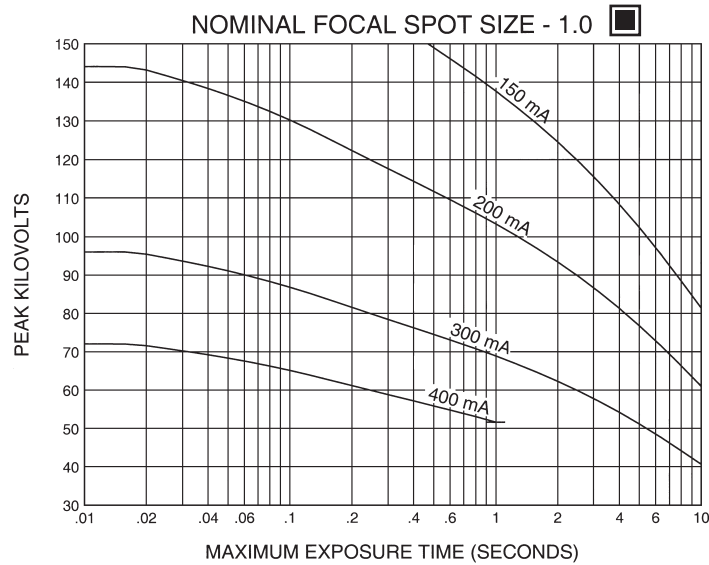 NOMINAL FOCAL SPOT SIZE - 1.0
150
140
130
120
110
100
90
80
70
60
50
40
30
PEAK KILOVOLTS
150 mA
200 mA
300 mA
400 mA
.01 .02 .04 .06 .1 .2 .4 .6 1 2 4 6 10
MAXIMUM EXPOSURE TIME (SECONDS)